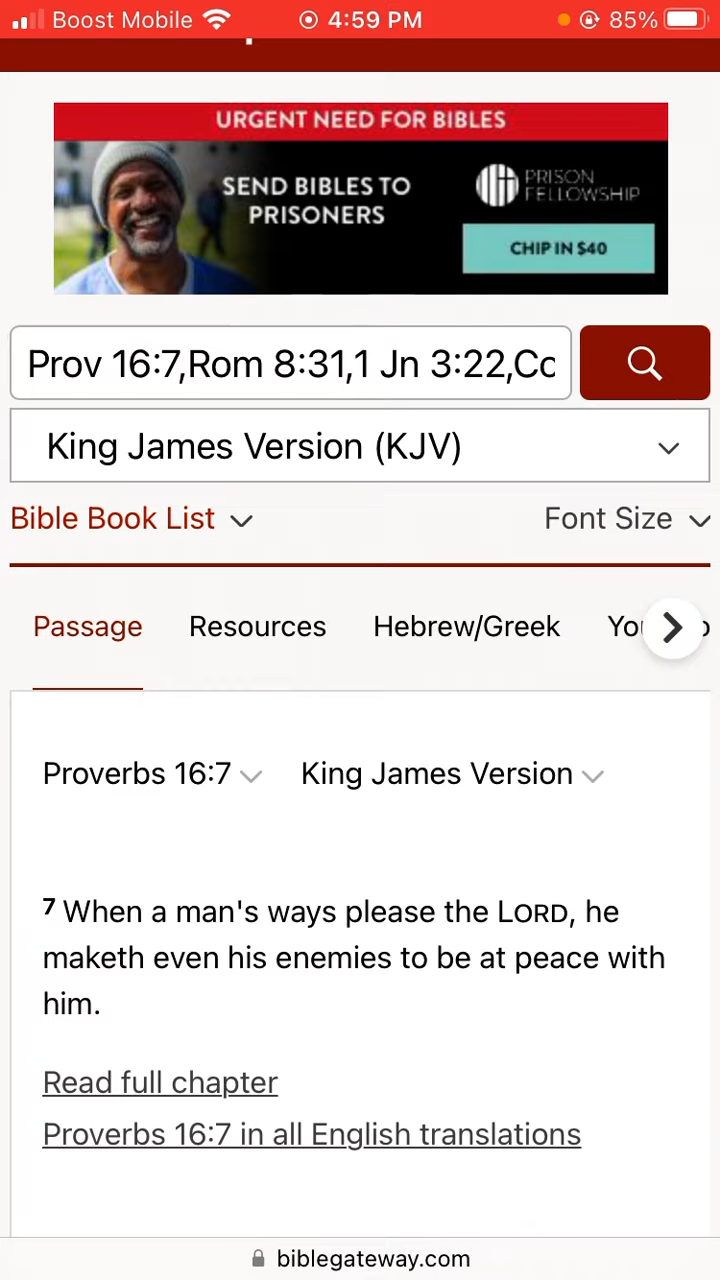 Boost Mobile 4:59 PM 85%
URGENT NEED FOR BIBLES
SEND BIBLES TO
PRISONERS
PRISON
FELLOWSHIP
CHIP IN $40
Prov 16:7,Rom 8:31,1 Jn 3:22,Co
King James Version (KJV)
Bible Book List Font Size
Passage Resources Hebrew/Greek
Proverbs 16:7 King James Version
7 When a man's ways please the LORD, he
maketh even his enemies to be at peace with
him.
Read full chapter
Proverbs 16:7 in all English translations
biblegateway.com